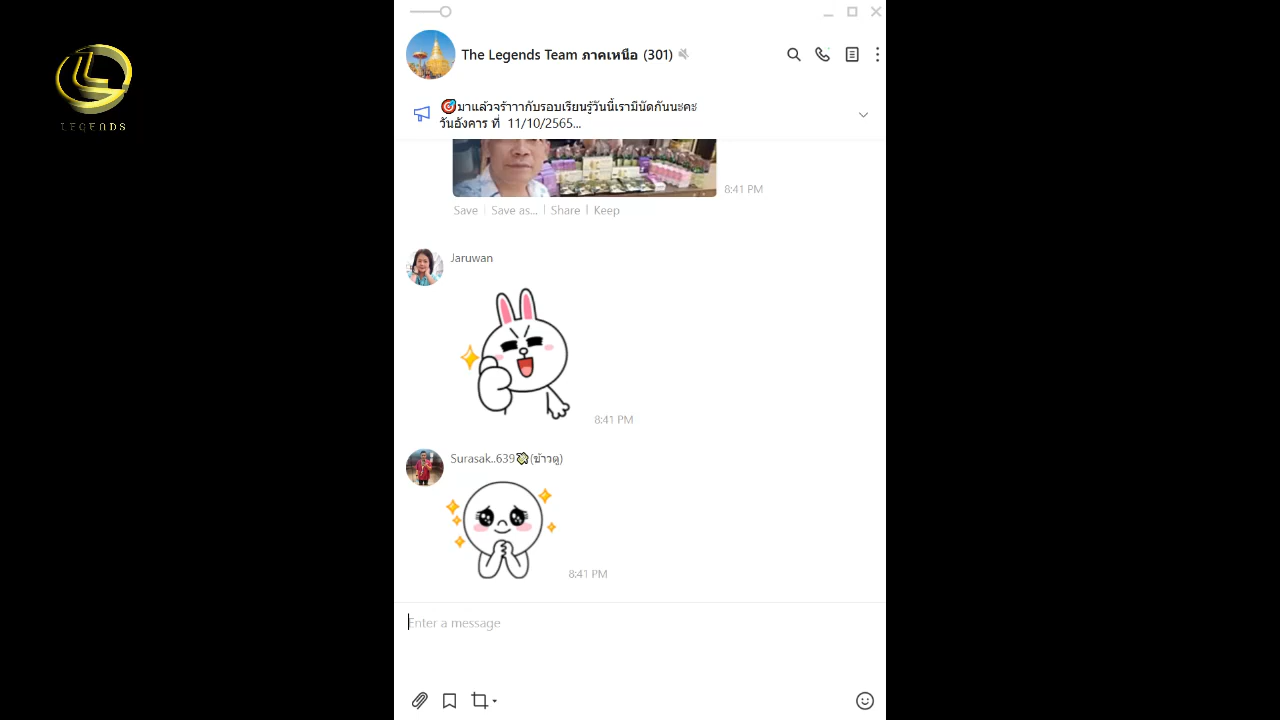 LEGENDS
The Legends Team ภาคเหนือ (301)
🎯มาแล้วจร้าาากับรอบเรียนรู้วันนี้เรามีนัดกันนะคะ
วันอังคาร ที่ 11/10/2565...
8:41 PM
Save | Save as... | Share | Keep
Jaruwan
8:41 PM
Surasak..639 (ข้าวตู)
8:41 PM
Enter a message